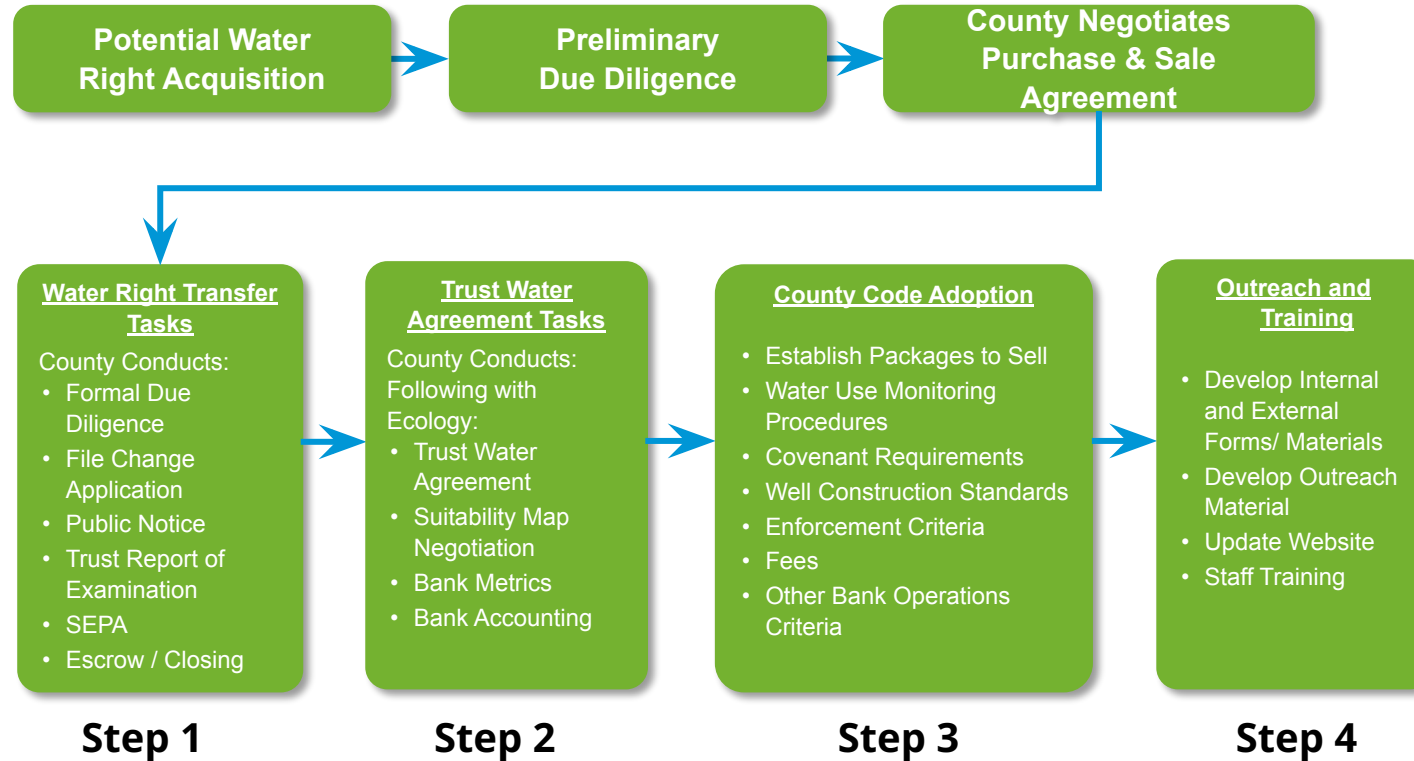 Potential Water
Right Acquisition
Preliminary
Due Diligence
County Negotiates
Purchase & Sale
Agreement
Water Right Transfer
Tasks
County Conducts:
• Formal Due
Diligence
• File Change
Application
• Public Notice
• Trust Report of
Examination
• SEPA
• Escrow / Closing
Trust Water
Agreement Tasks
County Conducts:
Following with
Ecology:
• Trust Water
Agreement
• Suitability Map
Negotiation
• Bank Metrics
• Bank Accounting
County Code Adoption
• Establish Packages to Sell
• Water Use Monitoring
Procedures
• Covenant Requirements
• Well Construction Standards
• Enforcement Criteria
• Fees
• Other Bank Operations
Criteria
Outreach and
Training
• Develop Internal
and External
Forms/ Materials
• Develop Outreach
Material
• Update Website
• Staff Training
Step 1
Step 2
Step 3
Step 4